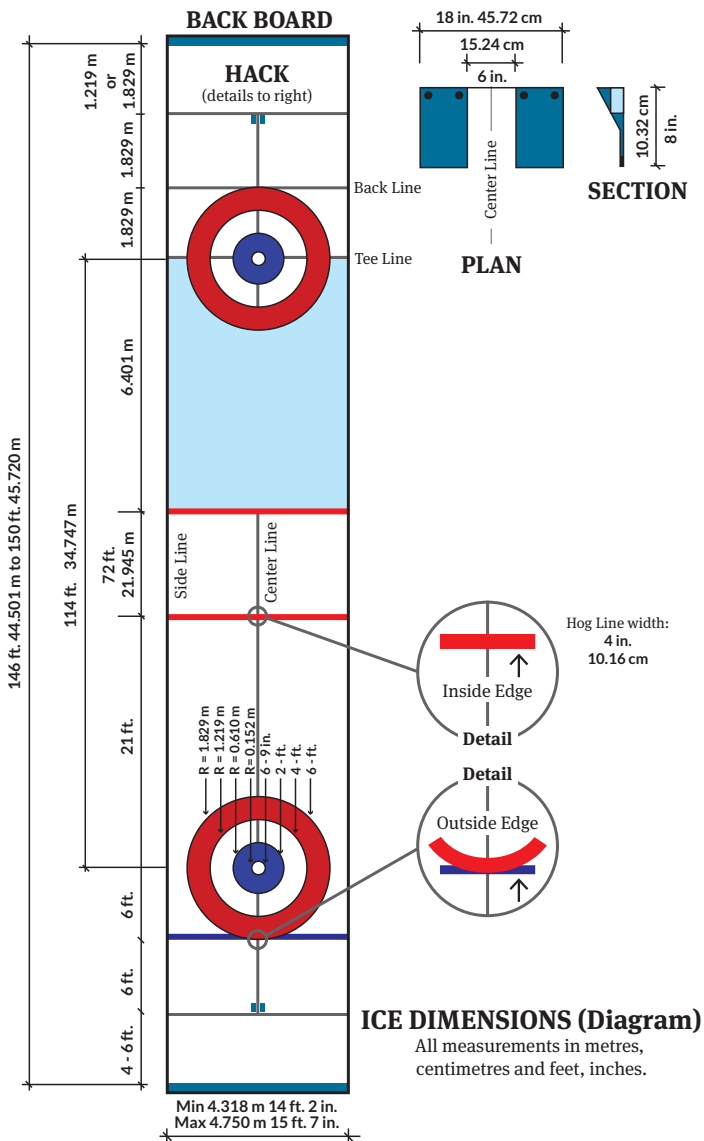 BACK BOARD
HACK
(details to right)
1.219 m
or
1.829 m
1.829 m
1.829 m
6.401 m
72 ft.
21.945 m
21 ft.
6 ft.
6 ft.
4 - 6 ft.
114 ft. 34.747 m
146 ft. 44.501 m to 150 ft. 45.720 m
Back Line
Tee Line
Side Line
Center Line
R = 1.829 m
R = 1.219 m
R = 0.610 m
R= 0.152 m
6 - 9 in.
2 - ft.
4 - ft.
6 - ft.
Min 4.318 m 14 ft. 2 in.
Max 4.750 m 15 ft. 7 in.
18 in. 45.72 cm
15.24 cm
6 in.
Center Line
PLAN
10.32 cm
8 in.
SECTION
Inside Edge
Detail
Hog Line width:
4 in.
10.16 cm
Detail
Outside Edge
ICE DIMENSIONS (Diagram)
All measurements in metres,
centimetres and feet, inches.